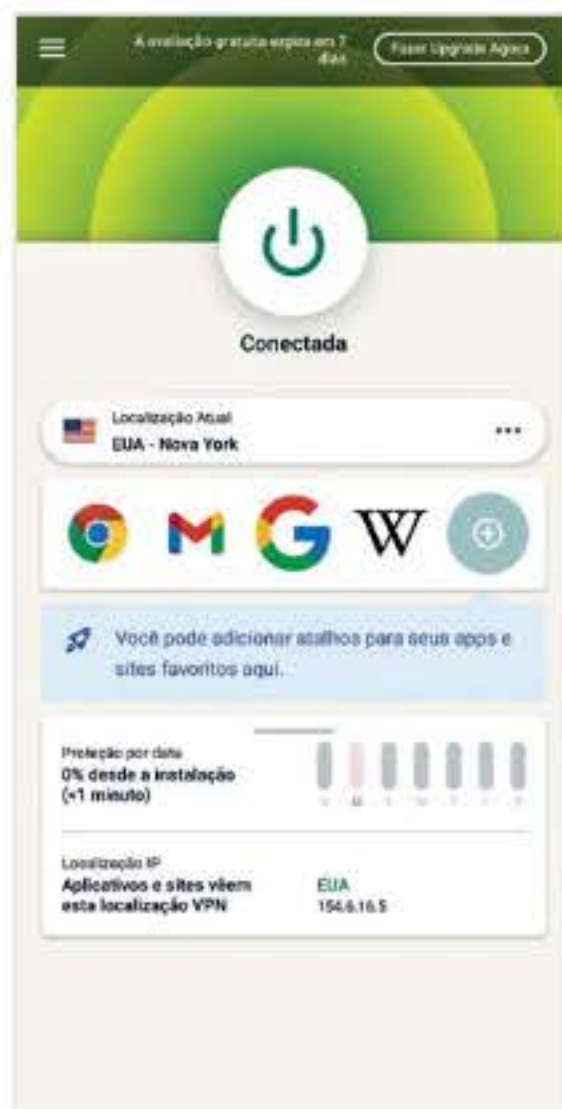 A avaliação gratuita expira em 7
dias
Fazer Upgrade Agora
Conectada
Localização Atual
EUA - Nova York
W
Você pode adicionar atalhos para seus apps e
sites favoritos aqui.
Proteção por data
0% desde a instalação
(<1 minuto)
Localização IP
Aplicativos e sites vêem
esta localização VPN
EUA
154.6.16.5